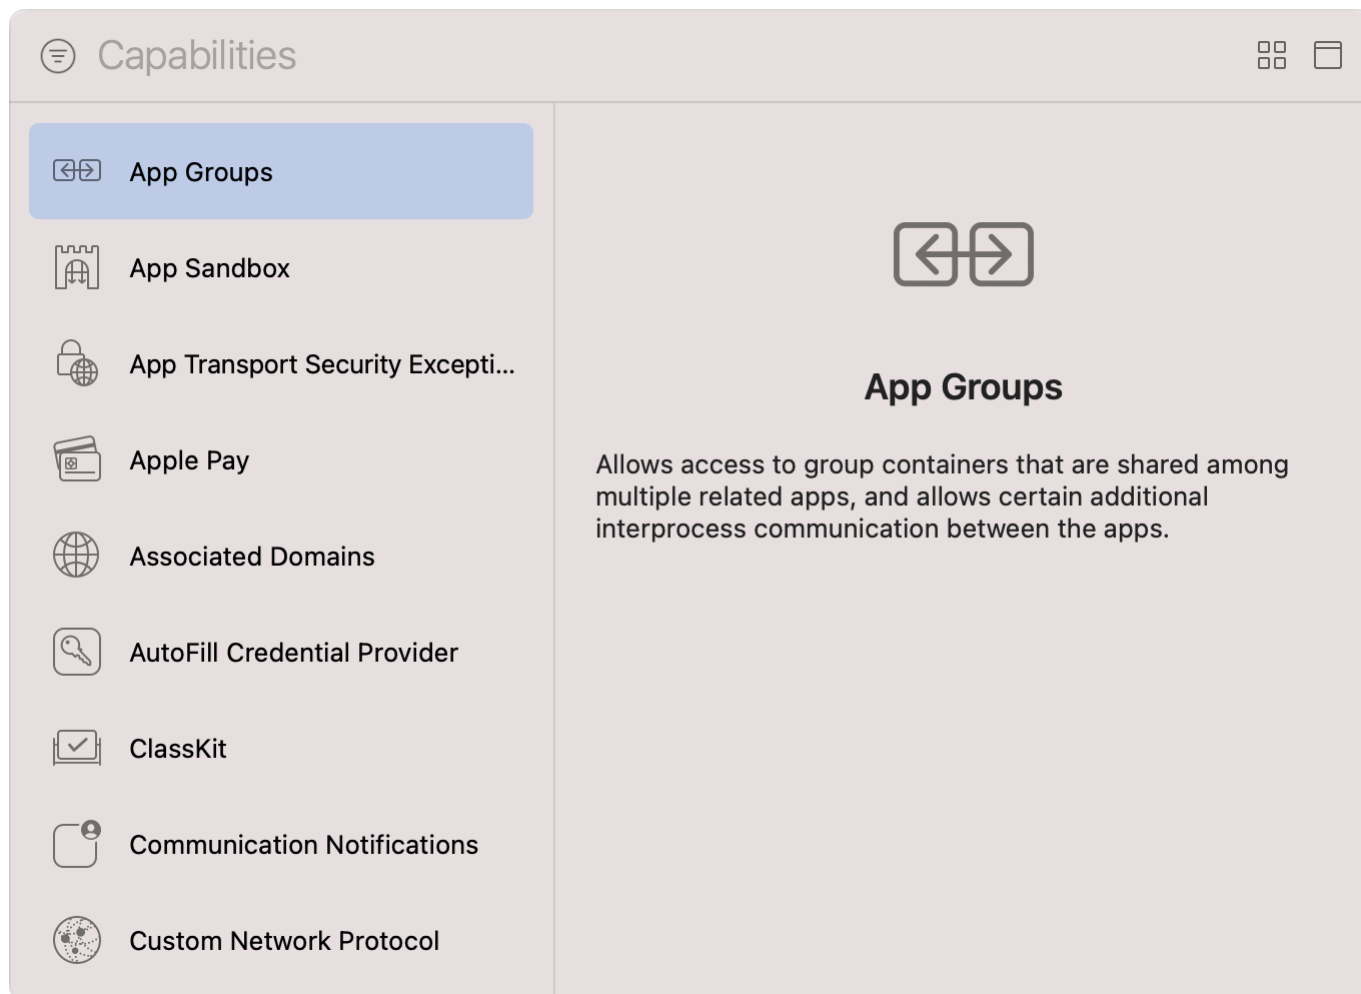 Capabilities
App Groups
App Sandbox
App Transport Security Excepti...
Apple Pay
Associated Domains
AutoFill Credential Provider
ClassKit
Communication Notifications
Custom Network Protocol
App Groups
Allows access to group containers that are shared among
multiple related apps, and allows certain additional
interprocess communication between the apps.